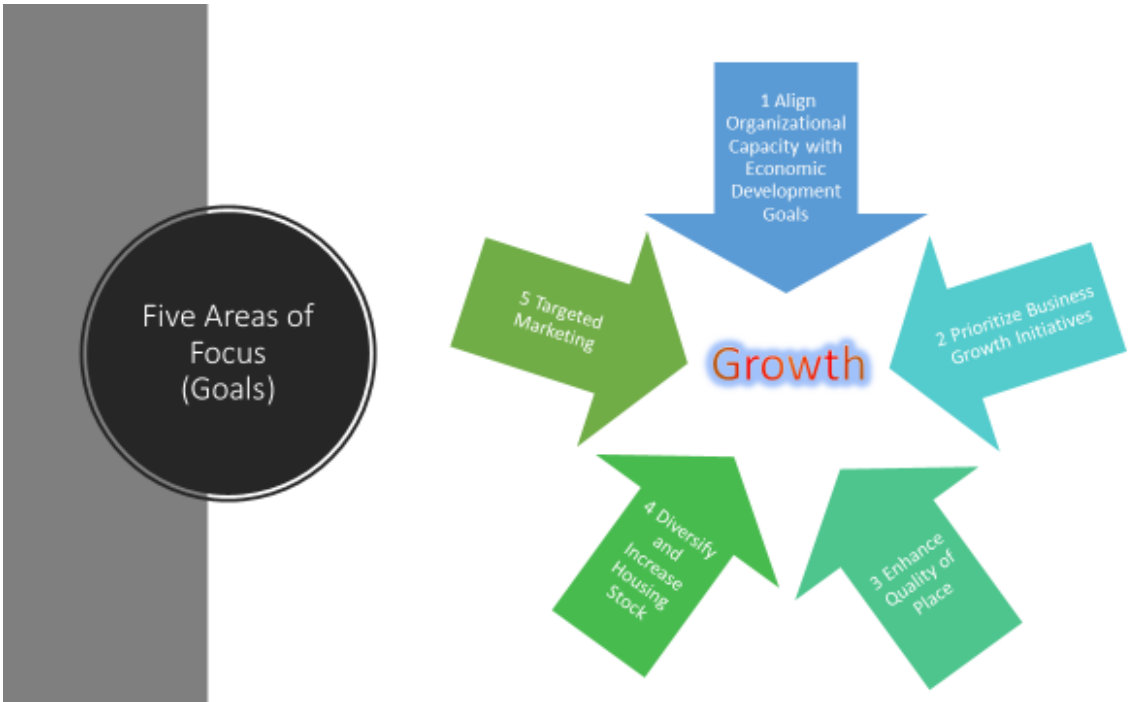 Five Areas of
Focus
(Goals)
1 Align
Organizational
Capacity with
Economic
Development
Goals
2 Prioritize Business
Growth Initiatives
3 Enhance
Quality of
Place
4 Diversify
and
Increase
Housing
Stock
5 Targeted
Marketing
Growth